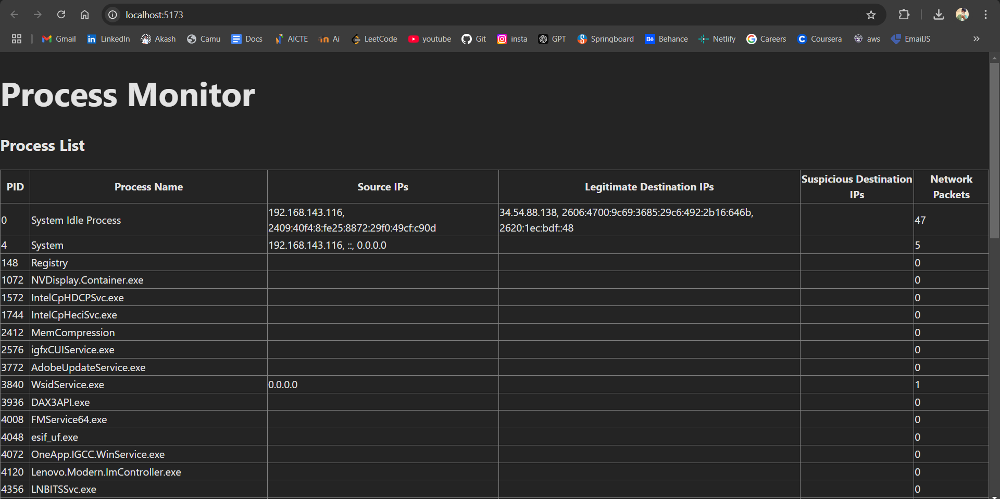 localhost:5173
Gmail LinkedIn Akash Camu Docs AICTE Ai LeetCode youtube Git insta GPT Springboard Behance Netlify Careers Coursera aws EmailJS
Process Monitor
Process List
PID Process Name Source IPs Legitimate Destination IPs Suspicious Destination IPs Network Packets
0 System Idle Process 192.168.143.116, 2409:40f4:8:fe25:8872:29f0:49cf:c90d 34.54.88.138, 2606:4700:9c69:3685:29c6:492:2b16:646b, 2620:1ec:bdf::48 47
4 System 192.168.143.116, ::, 0.0.0.0 5
148 Registry 0
1072 NVDisplay.Container.exe 0
1572 IntelCpHDCPSvc.exe 0
1744 IntelCpHeciSvc.exe 0
2412 MemCompression 0
2576 igfxCUIService.exe 0
3772 AdobeUpdateService.exe 0
3840 WsidService.exe 0.0.0.0 1
3936 DAX3API.exe 0
4008 FMService64.exe 0
4048 esif_uf.exe 0
4072 OneApp.IGCC.WinService.exe 0
4120 Lenovo.Modern.ImController.exe 0
4356 LNBITSSvc.exe 0